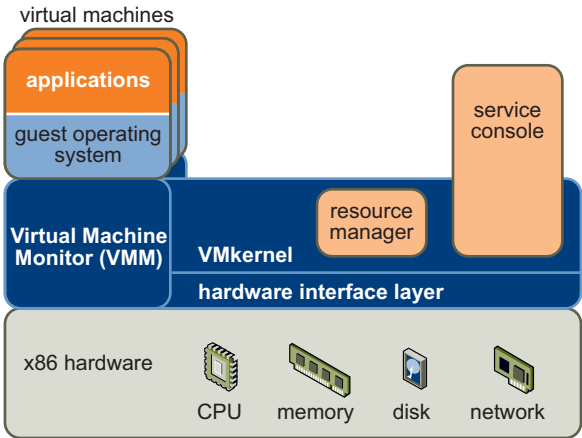 virtual machines
applications
guest operating
system
service
console
resource
manager
Virtual Machine
Monitor (VMM)
VMkernel
hardware interface layer
x86 hardware
CPU
memory
disk
network